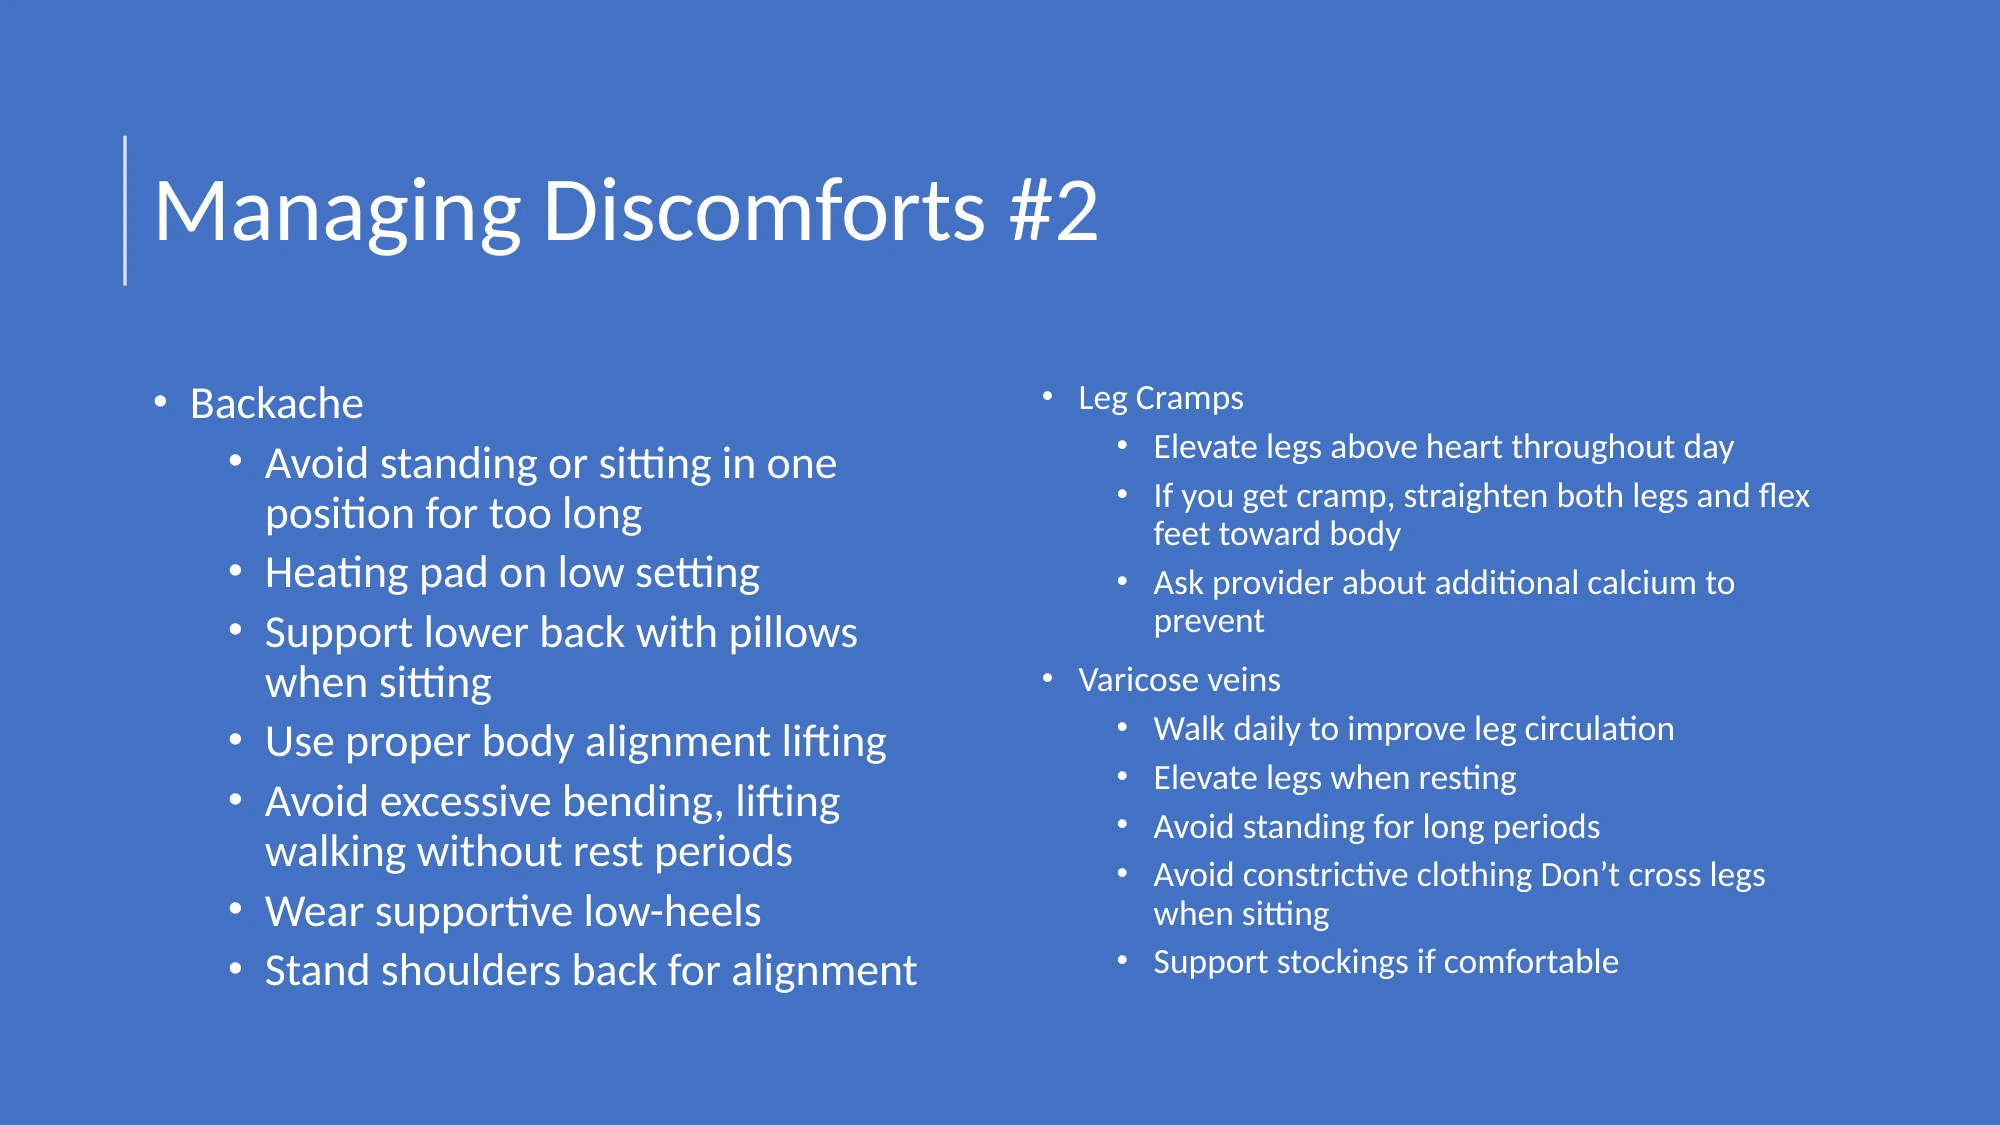 Managing Discomforts #2
• Backache
• Avoid standing or sitting in one
position for too long
• Heating pad on low setting
• Support lower back with pillows
when sitting
• Use proper body alignment lifting
• Avoid excessive bending, lifting
walking without rest periods
• Wear supportive low-heels
• Stand shoulders back for alignment
• Leg Cramps
• Elevate legs above heart throughout day
• If you get cramp, straighten both legs and flex
feet toward body
• Ask provider about additional calcium to
prevent
• Varicose veins
• Walk daily to improve leg circulation
• Elevate legs when resting
• Avoid standing for long periods
• Avoid constrictive clothing Don’t cross legs
when sitting
• Support stockings if comfortable